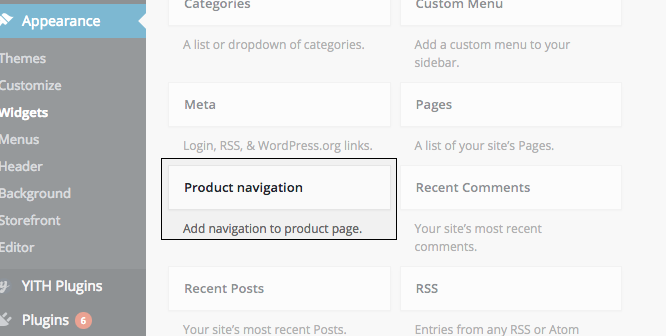 Appearance
Themes
Customize
Widgets
Menus
Header
Background
Storefront
Editor
YITH Plugins
Plugins 6
Categories
A list or dropdown of categories.
Custom Menu
Add a custom menu to your
sidebar.
Meta
Login, RSS, & WordPress.org links.
Pages
A list of your site's Pages.
Product navigation
Add navigation to product page.
Recent Comments
Your site's most recent
comments.
Recent Posts
Your site's most recent Posts.
RSS
Entries from any RSS or Atom